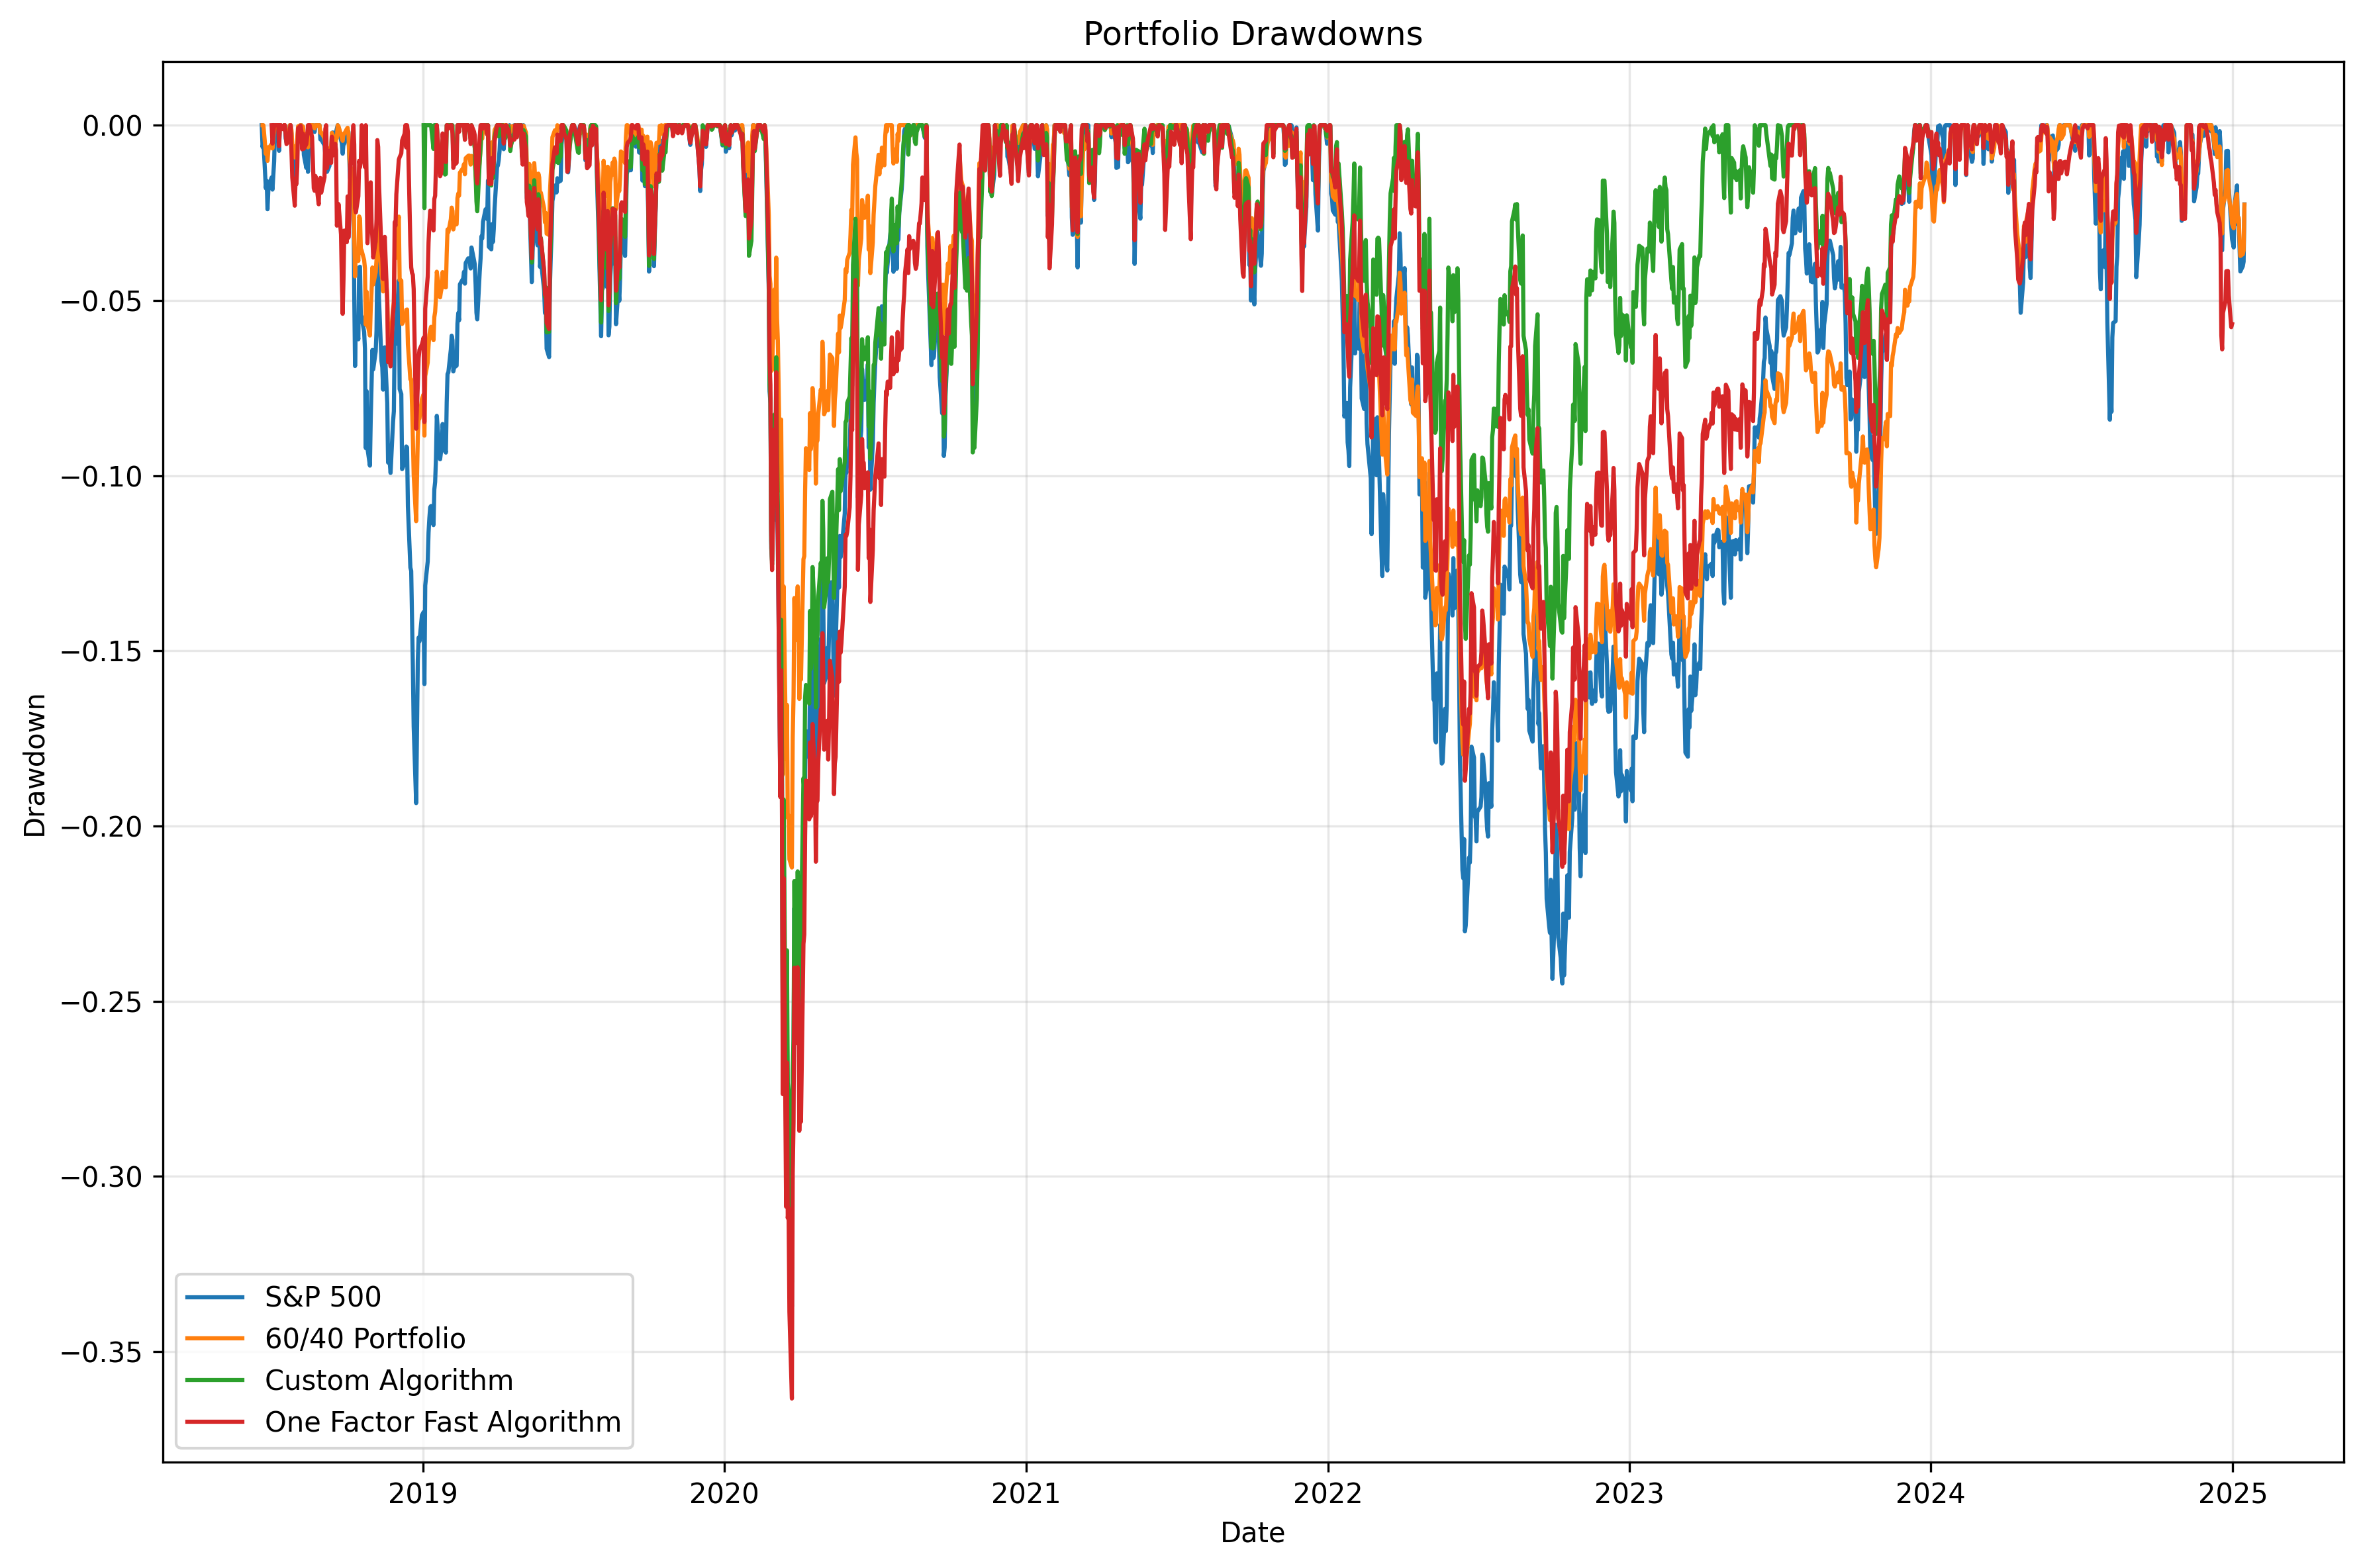 Portfolio Drawdowns
0.00
−0.05
−0.10
−0.15
−0.20
−0.25
−0.30
−0.35
Drawdown
S&P 500
60/40 Portfolio
Custom Algorithm
One Factor Fast Algorithm
2019 2020 2021 2022 2023 2024 2025
Date